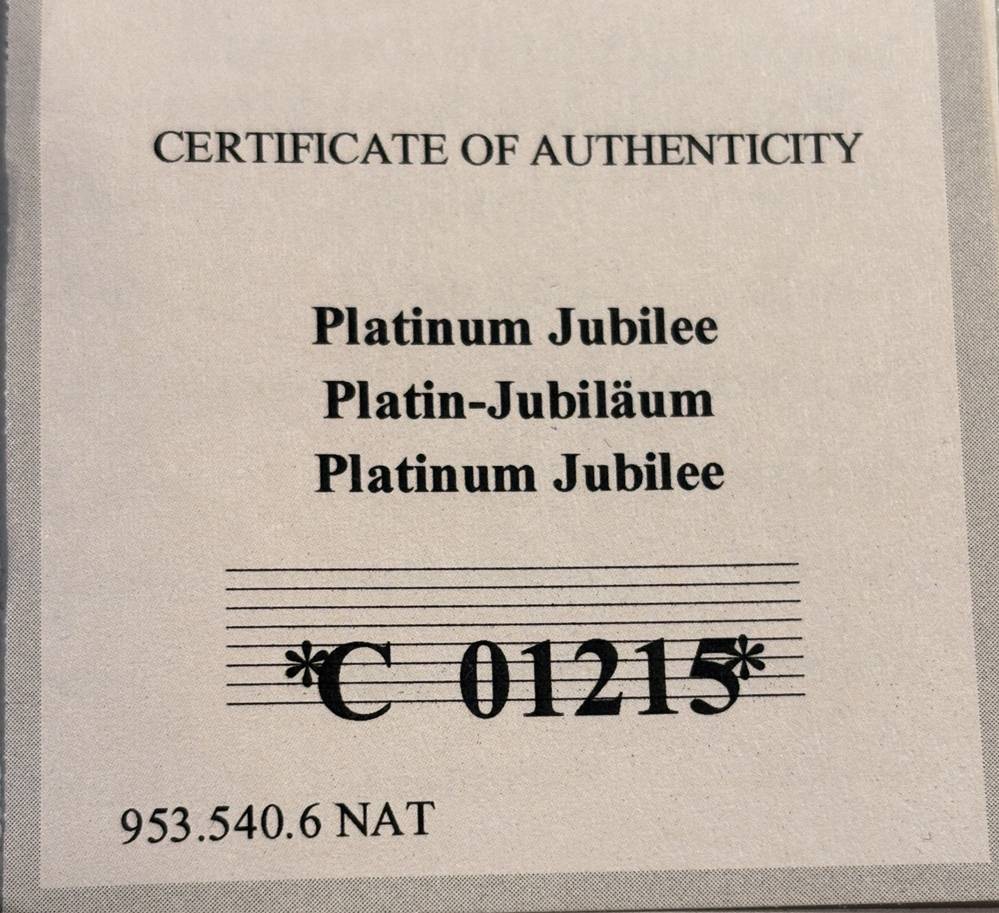 CERTIFICATE OF AUTHENTICITY
Platinum Jubilee
Platin-Jubiläum
Platinum Jubilee
*C 01215*
953.540.6 NAT